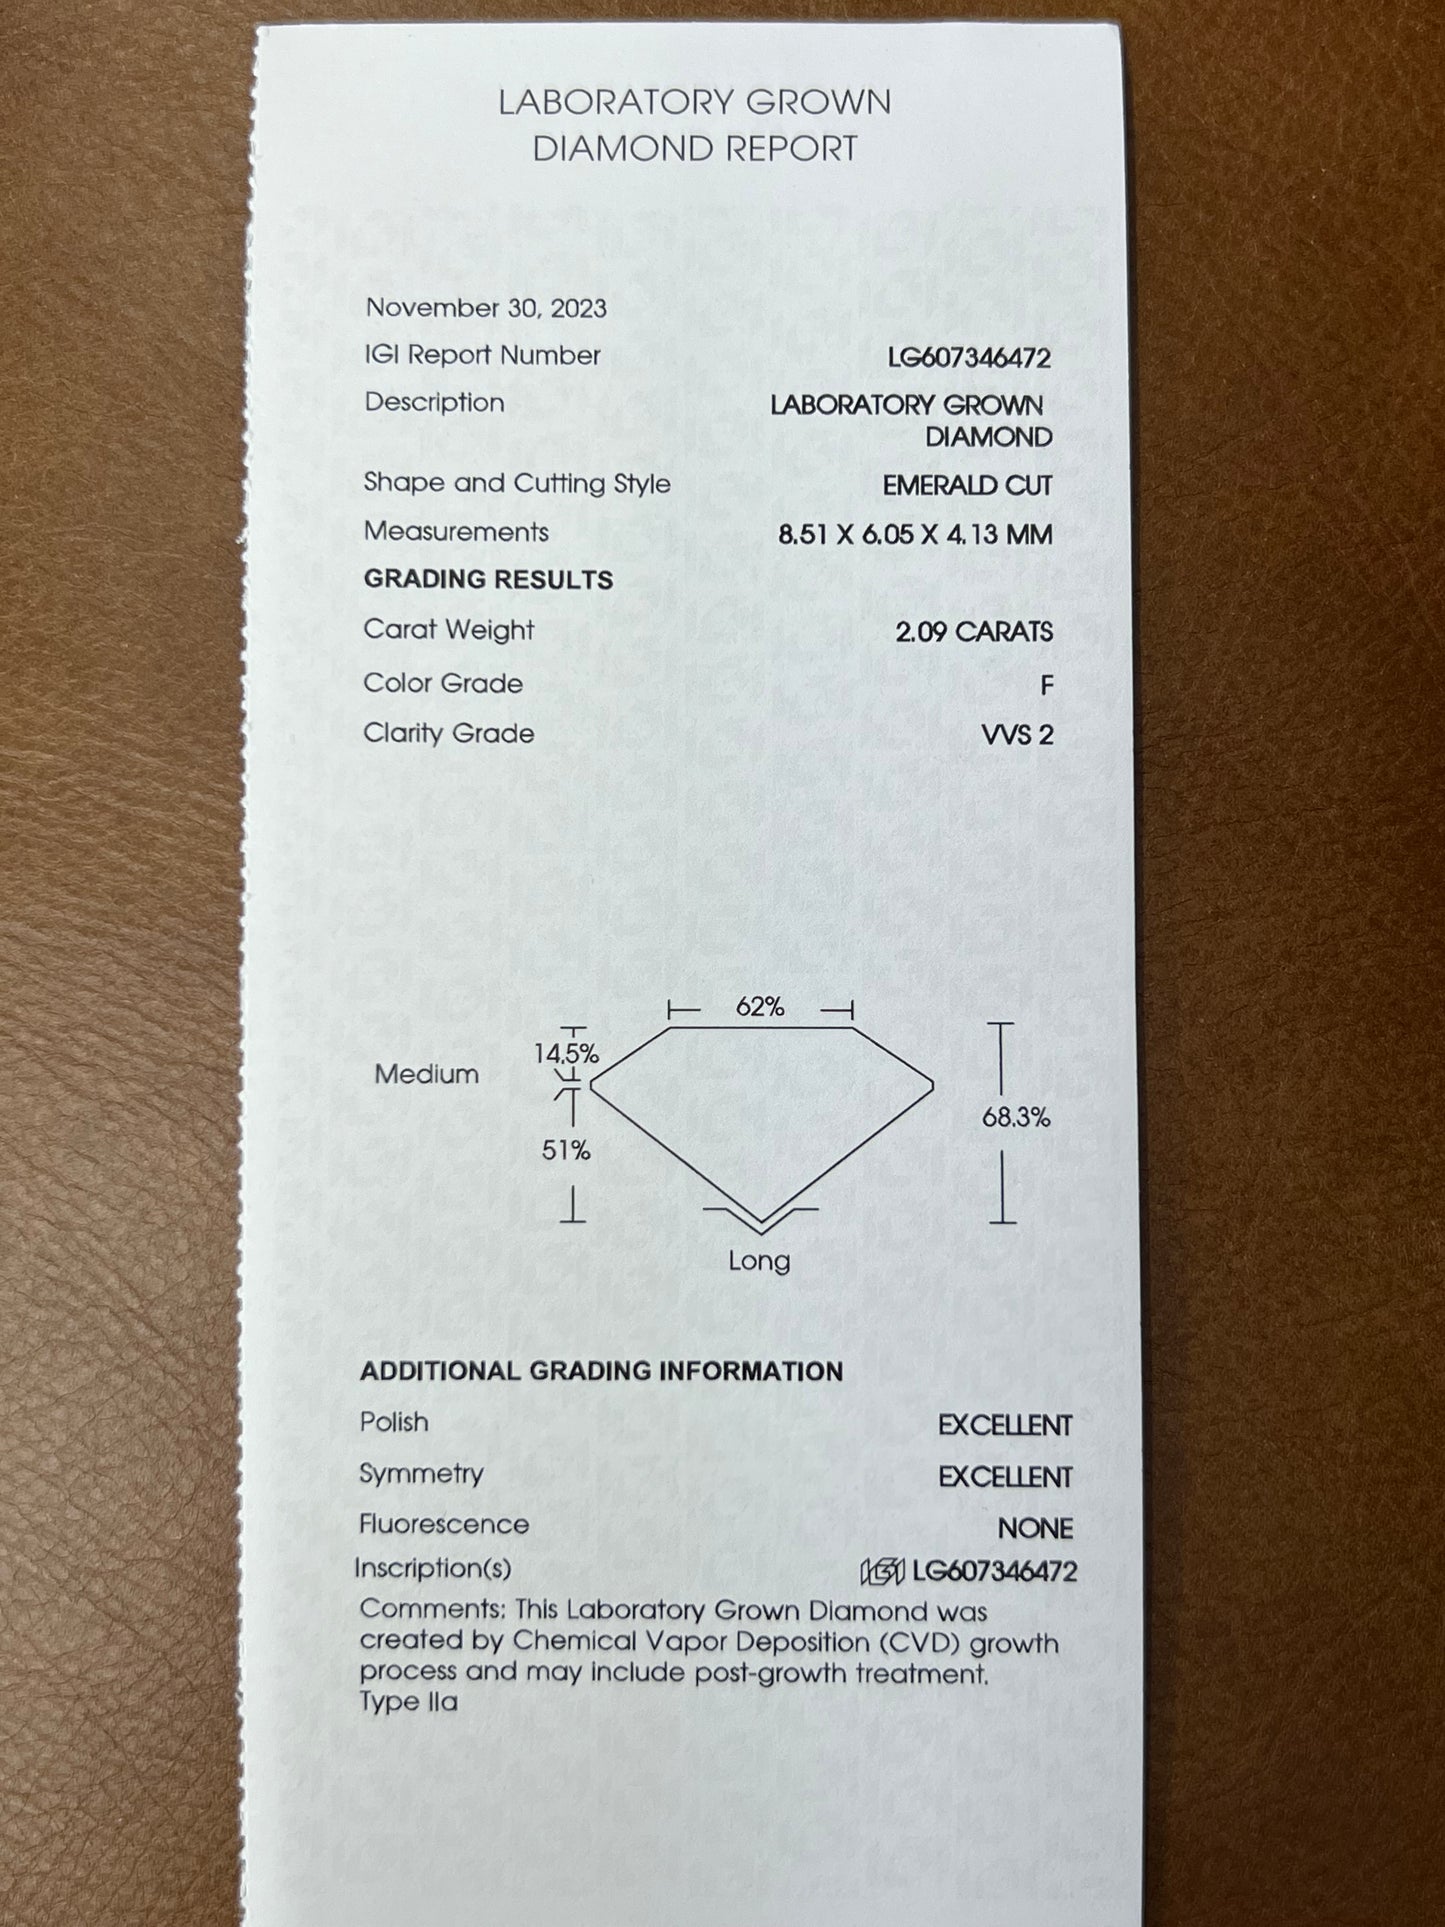 LABORATORY GROWN
DIAMOND REPORT
November 30, 2023
IGI Report Number LG607346472
Description LABORATORY GROWN
DIAMOND
Shape and Cutting Style EMERALD CUT
Measurements 8.51 X 6.05 X 4.13 MM
GRADING RESULTS
Carat Weight 2.09 CARATS
Color Grade F
Clarity Grade VVS 2
62%
14.5%
Medium
68.3%
51%
Long
ADDITIONAL GRADING INFORMATION
Polish EXCELLENT
Symmetry EXCELLENT
Fluorescence NONE
Inscription(s) IGI LG607346472
Comments: This Laboratory Grown Diamond was
created by Chemical Vapor Deposition (CVD) growth
process and may include post-growth treatment.
Type IIa